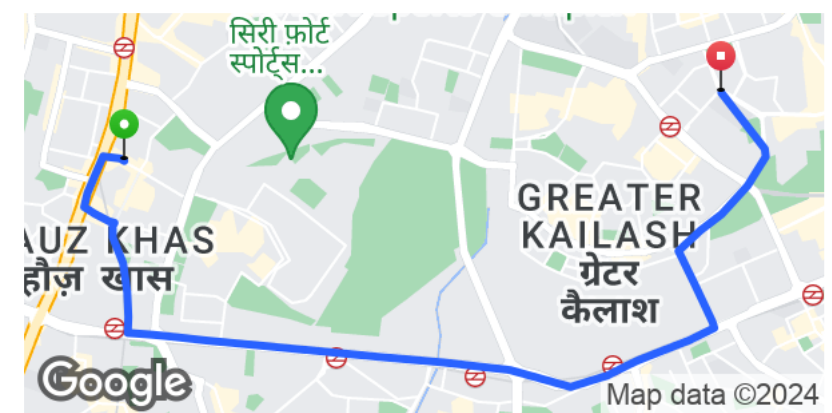 सिरी फ़ोर्ट
स्पोर्ट्स...
GREATER
KAILASH
ग्रेटर
कैलाश
AUZ KHAS
हौज़ खास
Google
Map data ©2024